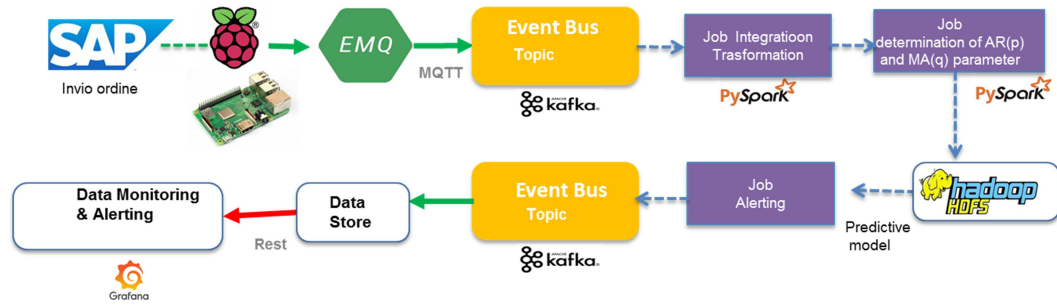 SAP
Invio ordine
EMQ
MQTT
Event Bus
Topic
APACHE
kafka®
Job Integratioon
Trasformation
PySpark
Job
determination of AR(p)
and MA(q) parameter
PySpark
Data Monitoring
& Alerting
Grafana
Rest
Data
Store
Event Bus
Topic
APACHE
kafka®
Job
Alerting
Predictive
model
hadoop
HDFS